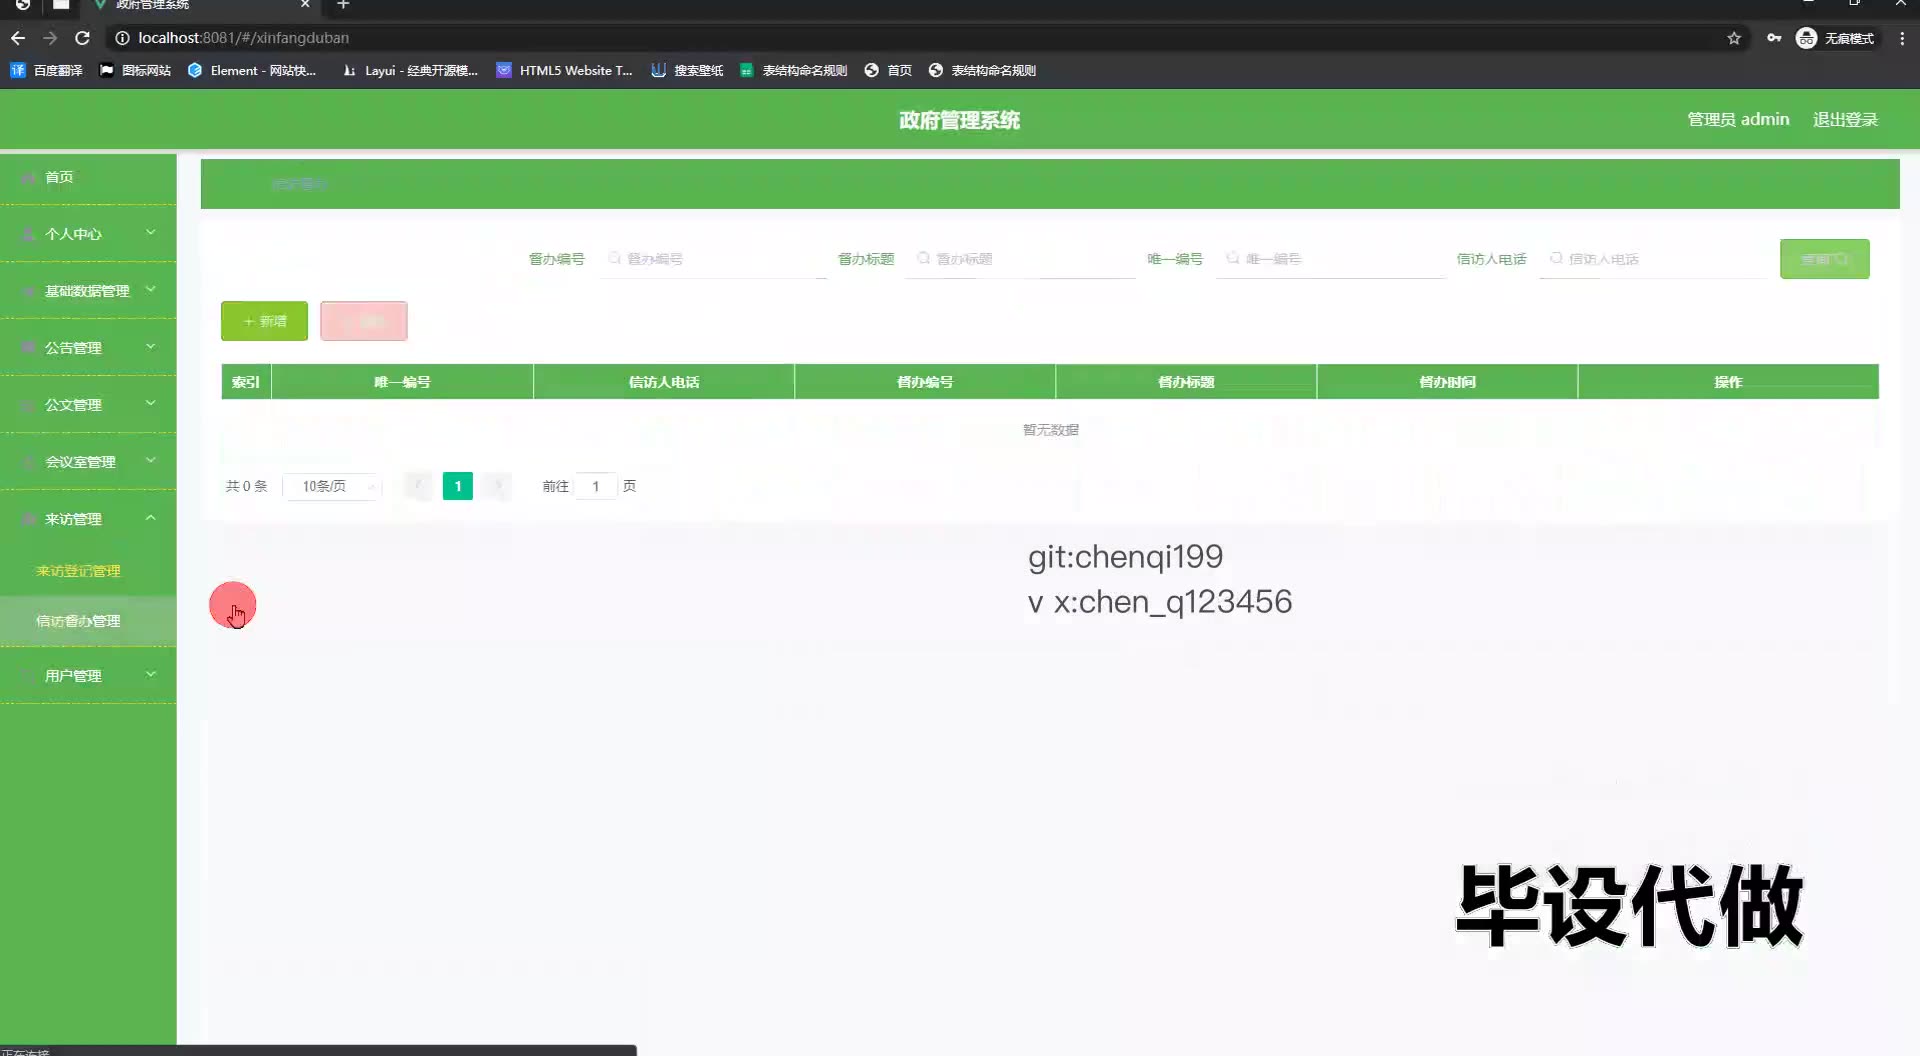 政府管理系统
localhost:8081/#/xinfangduban
无痕模式
百度翻译
图标网站
Element - 网站快...
Layui - 经典开源模...
HTML5 Website T...
搜索壁纸
表结构命名规则
首页
表结构命名规则
政府管理系统
管理员 admin
退出登录
首页
个人中心
基础数据管理
公告管理
公文管理
会议室管理
来访管理
来访登记管理
信访督办管理
用户管理
督办编号
督办编号
督办标题
督办标题
唯一编号
唯一编号
信访人电话
信访人电话
+ 新增
索引
唯一编号
信访人电话
督办编号
督办标题
督办时间
操作
暂无数据
共 0 条
10条/页
1
前往
1
页
git:chenqi199
v x:chen_q123456
毕设代做